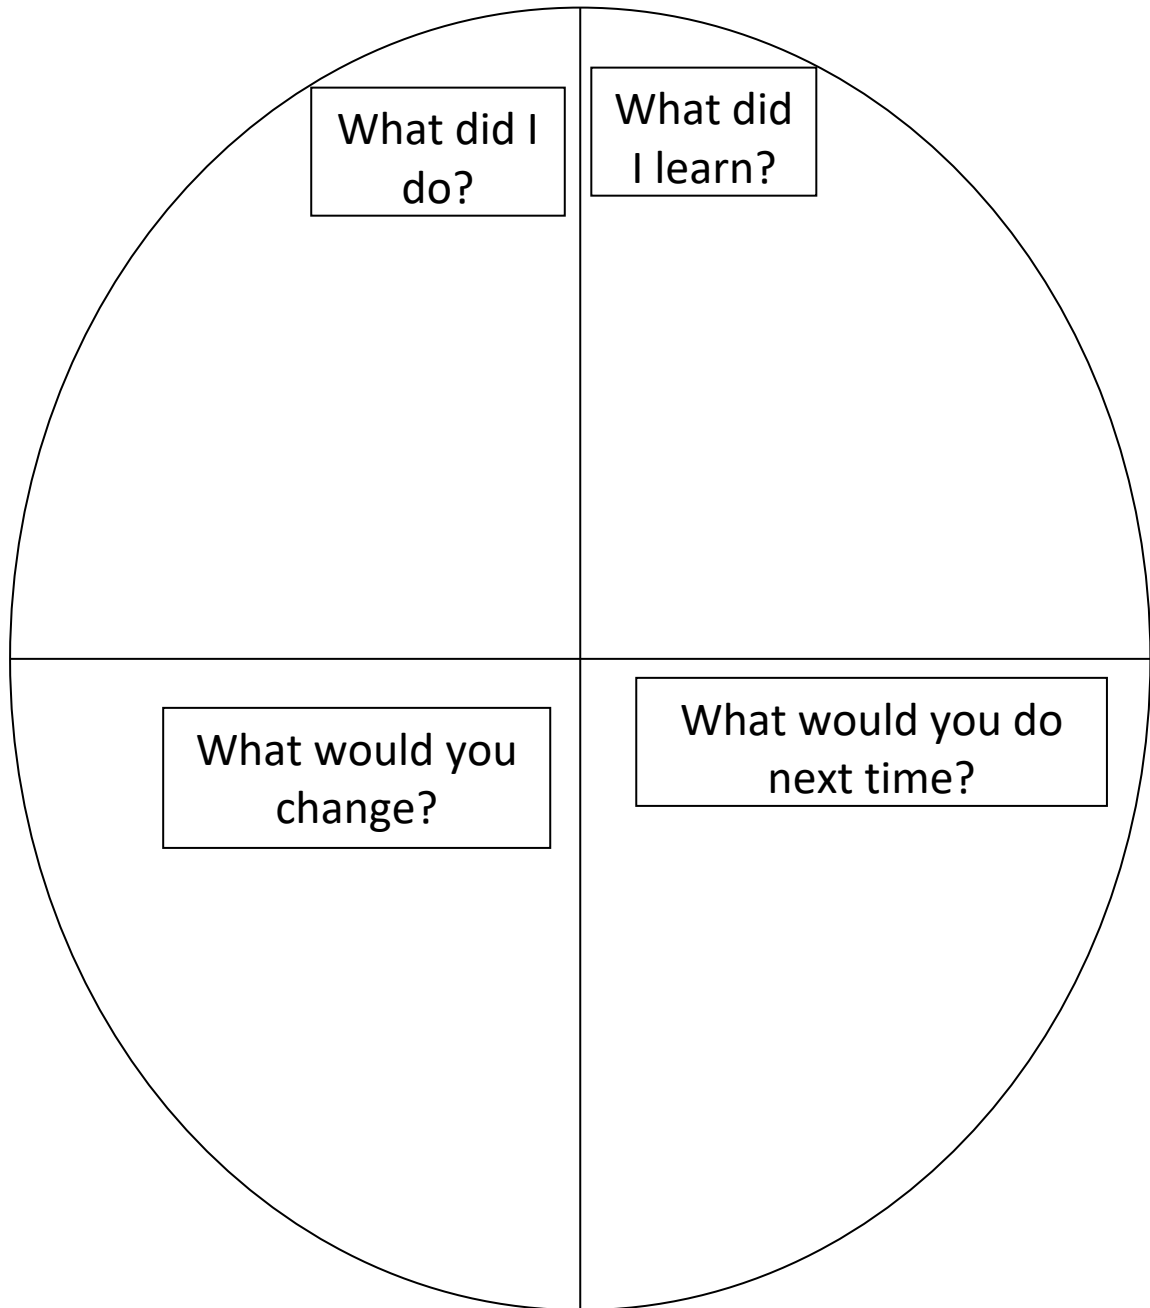 What did I
do?
What did
I learn?
What would you
change?
What would you do
next time?